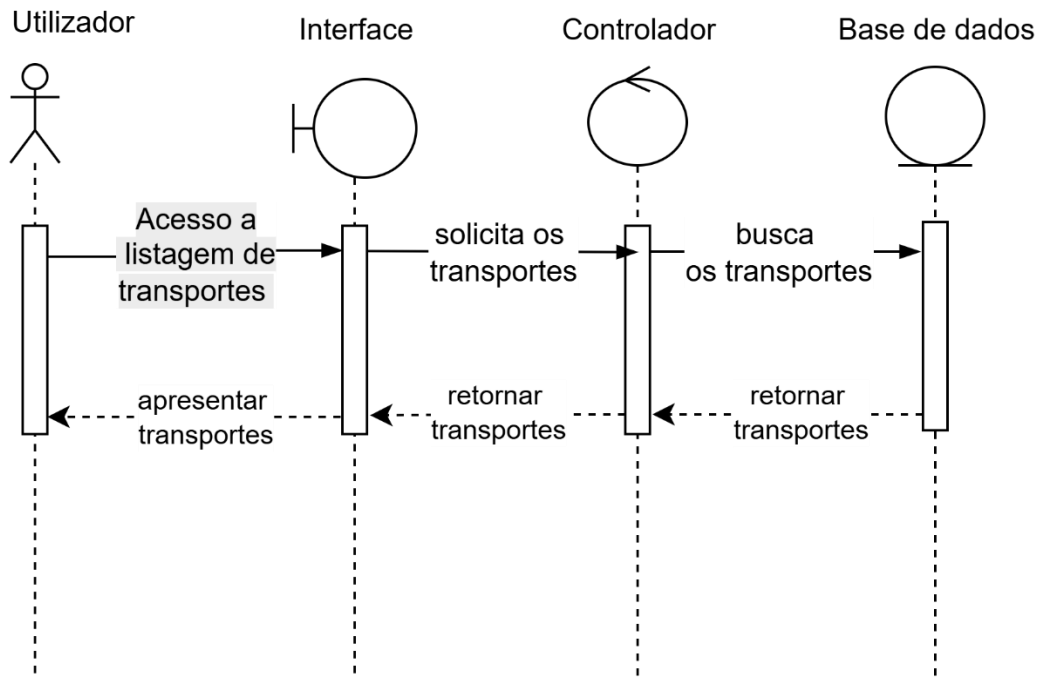 Utilizador
Interface
Controlador
Base de dados
Acesso a
listagem de
transportes
solicita os
transportes
busca
os transportes
apresentar
transportes
retornar
transportes
retornar
transportes